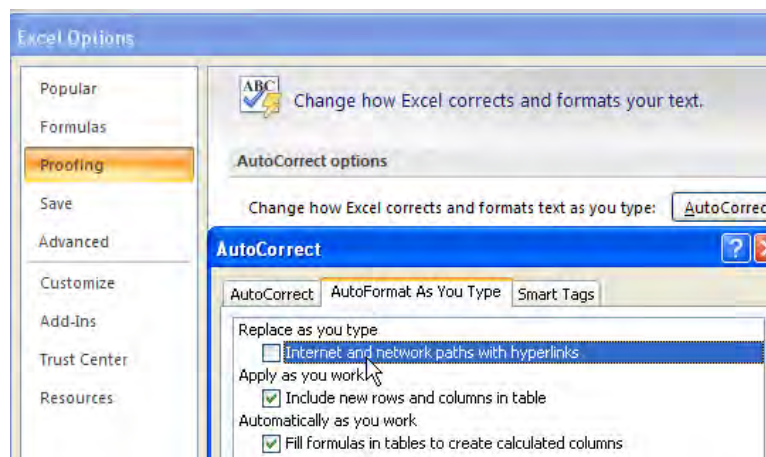 Excel Options
Popular
Formulas
Proofing
Save
Advanced
Customize
Add-Ins
Trust Center
Resources
ABC
Change how Excel corrects and formats your text.
AutoCorrect options
Change how Excel corrects and formats text as you type:
AutoCorrec
AutoCorrect
?
AutoCorrect
AutoFormat As You Type
Smart Tags
Replace as you type
Internet and network paths with hyperlinks
Apply as you work
Include new rows and columns in table
Automatically as you work
Fill formulas in tables to create calculated columns